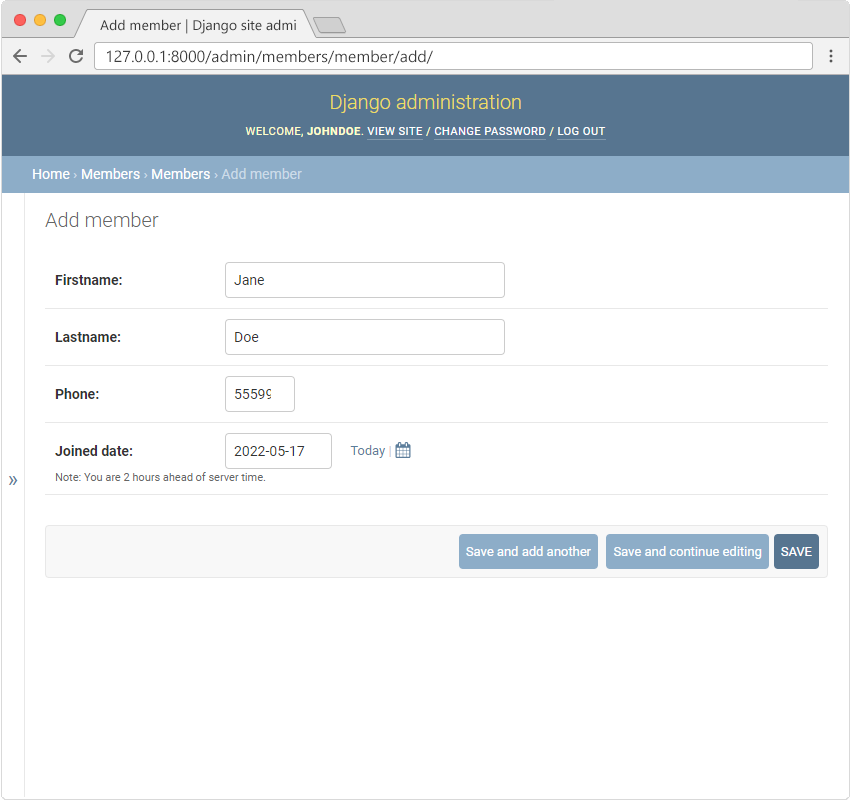 Add member | Django site admi
127.0.0.1:8000/admin/members/member/add/
Django administration
WELCOME, JOHNDOE. VIEW SITE / CHANGE PASSWORD / LOG OUT
Home › Members › Members › Add member
Add member
Firstname: Jane
Lastname: Doe
Phone: 55599
Joined date: 2022-05-17 Today |
Note: You are 2 hours ahead of server time.
»
Save and add another Save and continue editing SAVE